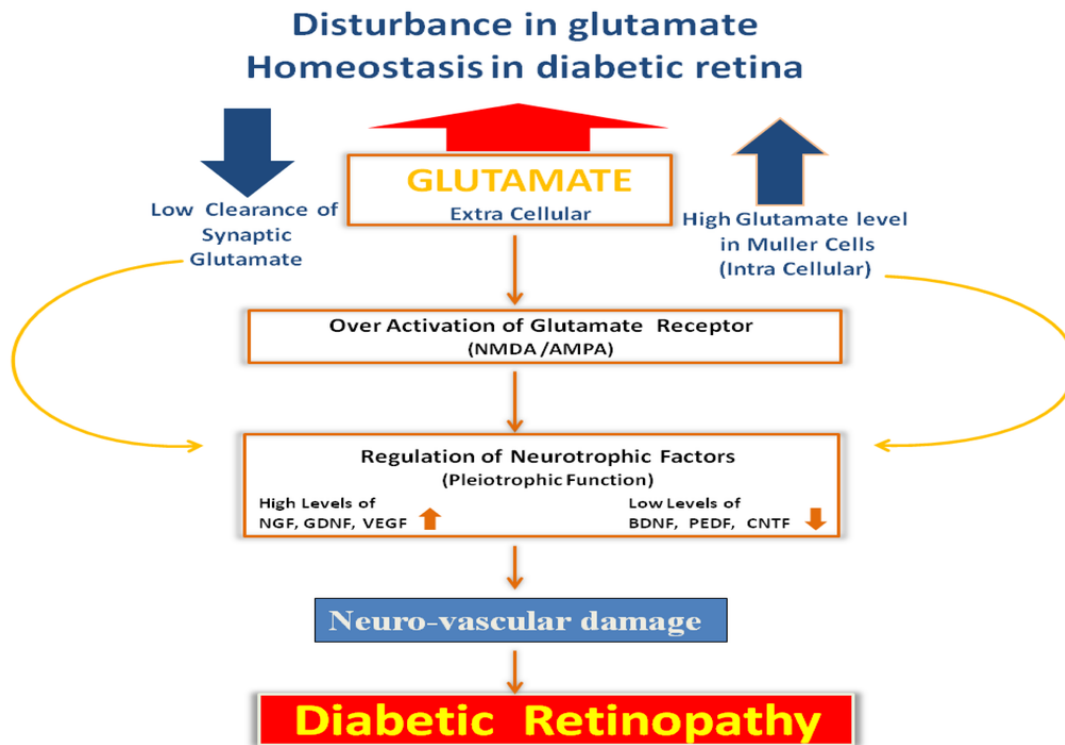 Disturbance in glutamate
Homeostasis in diabetic retina
GLUTAMATE
Extra Cellular
Low Clearance of
Synaptic
Glutamate
High Glutamate level
in Muller Cells
(Intra Cellular)
Over Activation of Glutamate Receptor
(NMDA /AMPA)
Regulation of Neurotrophic Factors
(Pleiotrophic Function)
High Levels of
NGF, GDNF, VEGF
Low Levels of
BDNF, PEDF, CNTF
Neuro-vascular damage
Diabetic Retinopathy